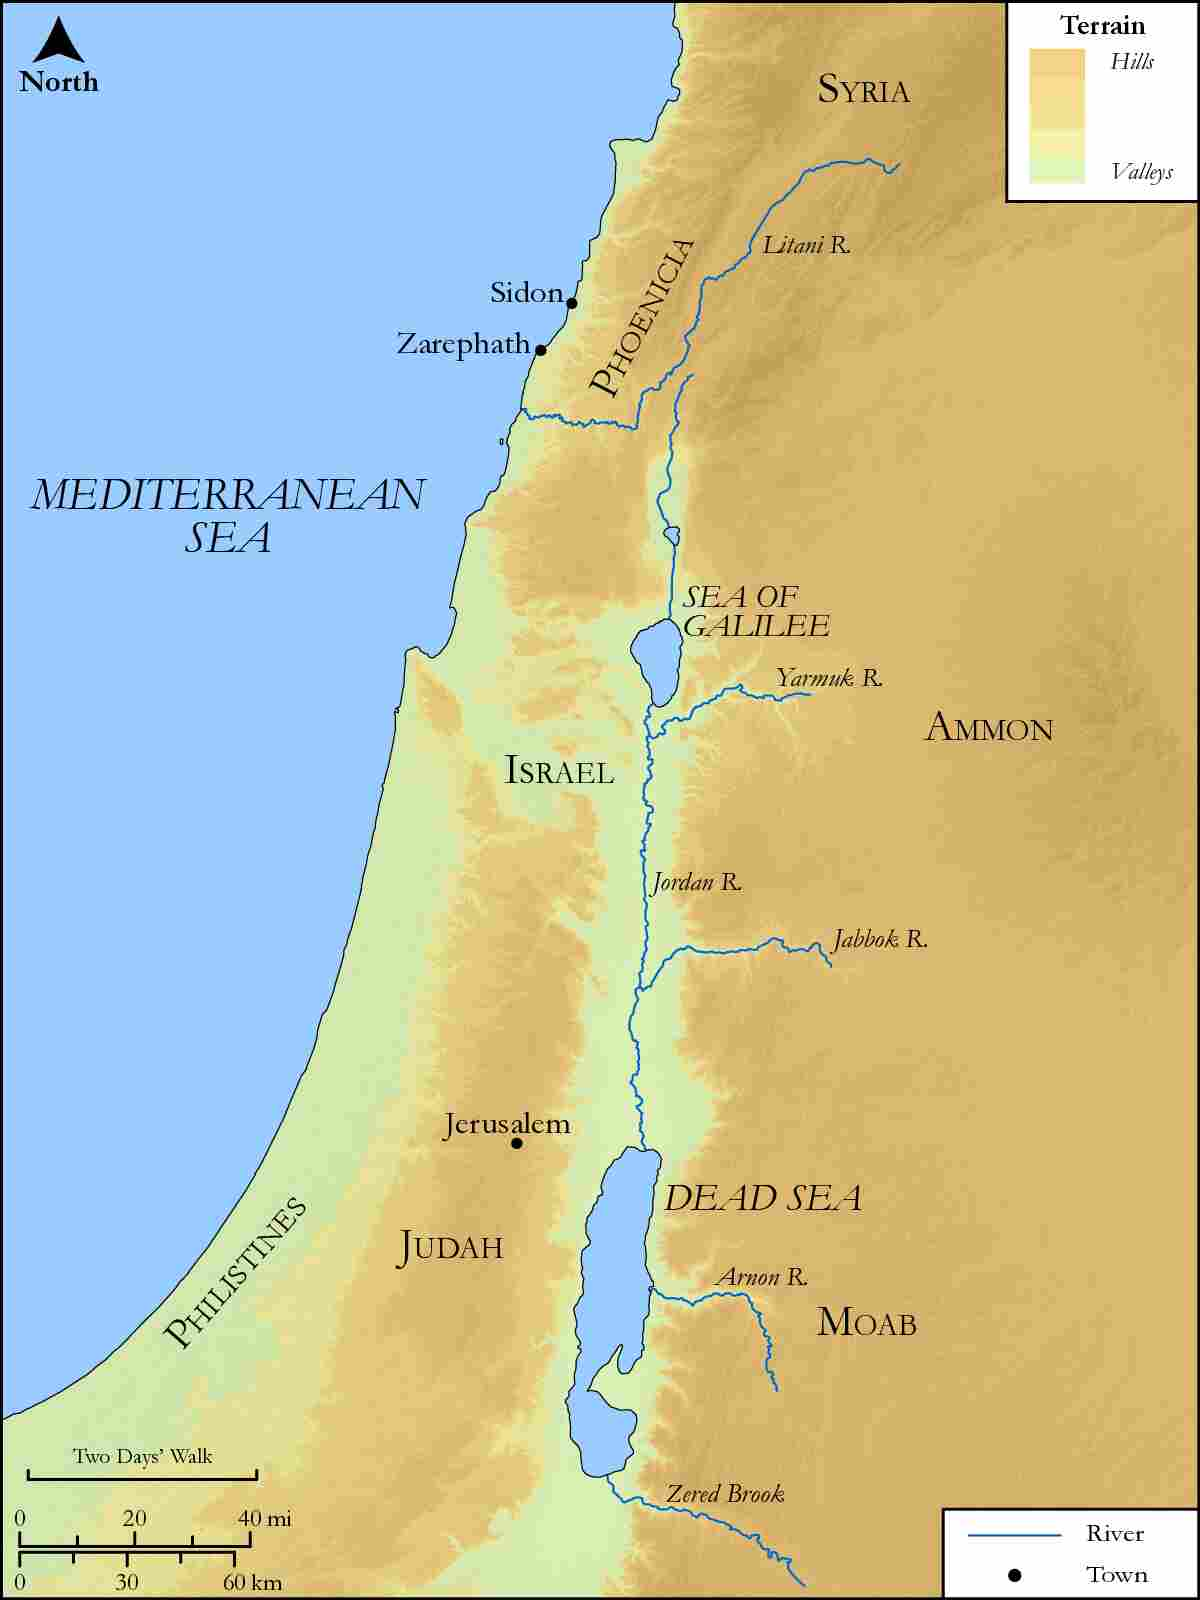 North
Terrain
Hills
Valleys
SYRIA
Litani R.
PHOENICIA
Sidon
Zarephath
MEDITERRANEAN
SEA
SEA OF
GALILEE
Yarmuk R.
AMMON
ISRAEL
Jordan R.
Jabbok R.
Jerusalem
DEAD SEA
PHILISTINES
JUDAH
Arnon R.
MOAB
Two Days’ Walk
Zered Brook
0 20 40 mi
0 30 60 km
River
Town